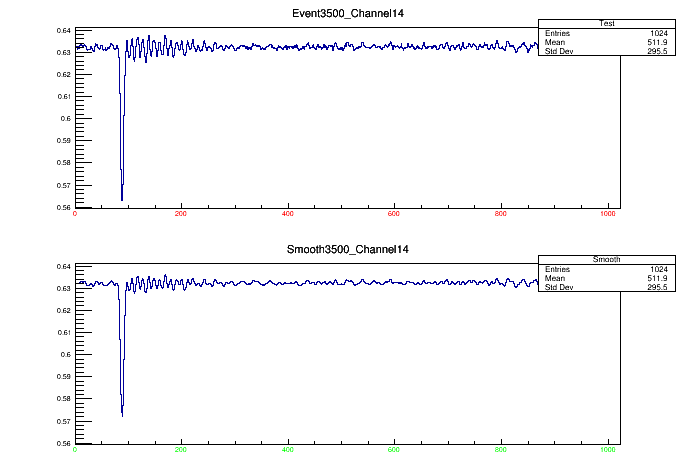 Event3500_Channel14
Test
Entries 1024
Mean 511.9
Std Dev 295.5
0.64
0.63
0.62
0.61
0.6
0.59
0.58
0.57
0.56
0 200 400 600 800 1000
Smooth3500_Channel14
Smooth
Entries 1024
Mean 511.9
Std Dev 295.5
0.64
0.63
0.62
0.61
0.6
0.59
0.58
0.57
0.56
0 200 400 600 800 1000